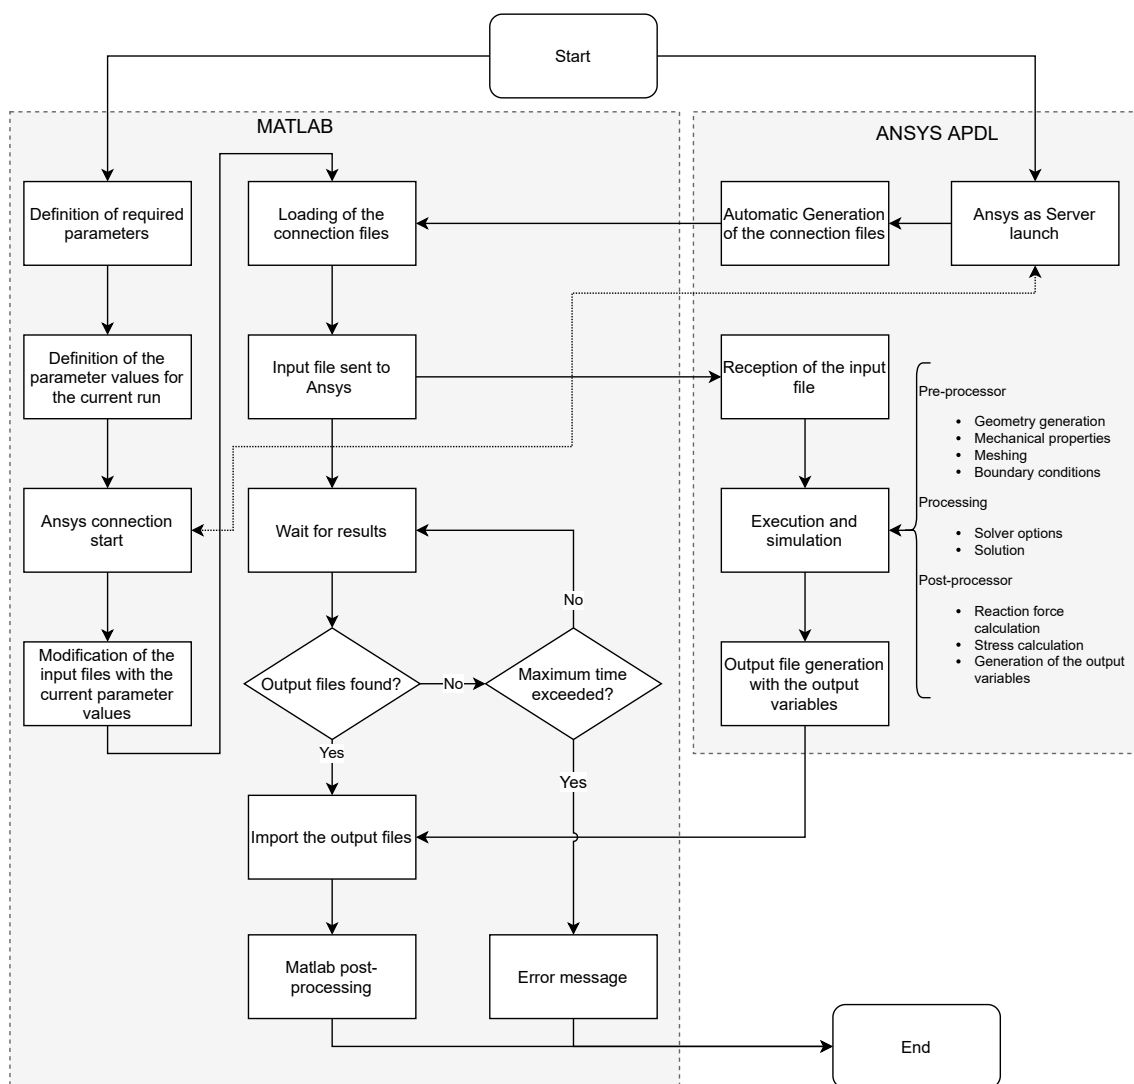 Start
MATLAB
ANSYS APDL
Definition of required
parameters
Loading of the
connection files
Automatic Generation
of the connection files
Ansys as Server
launch
Definition of the
parameter values for
the current run
Input file sent to
Ansys
Reception of the input
file
Pre-processor
• Geometry generation
• Mechanical properties
• Meshing
• Boundary conditions
Processing
• Solver options
• Solution
Post-processor
• Reaction force
calculation
• Stress calculation
• Generation of the output
variables
Ansys connection
start
Wait for results
Execution and
simulation
No
Modification of the
input files with the
current parameter
values
Output files found?
No
Maximum time
exceeded?
Output file generation
with the output
variables
Yes
Yes
Import the output files
Matlab post-
processing
Error message
End